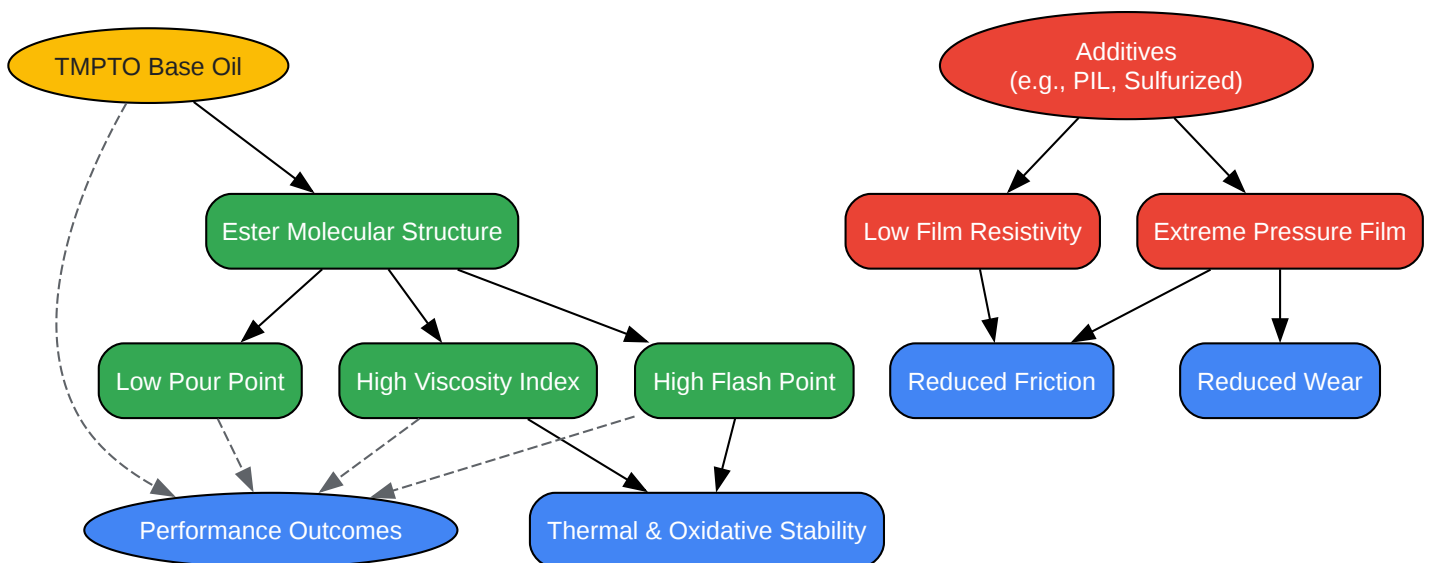 TMPTO Base Oil
Additives
(e.g., PIL, Sulfurized)
Ester Molecular Structure
Low Film Resistivity
Extreme Pressure Film
Low Pour Point
High Viscosity Index
High Flash Point
Reduced Friction
Reduced Wear
Performance Outcomes
Thermal & Oxidative Stability